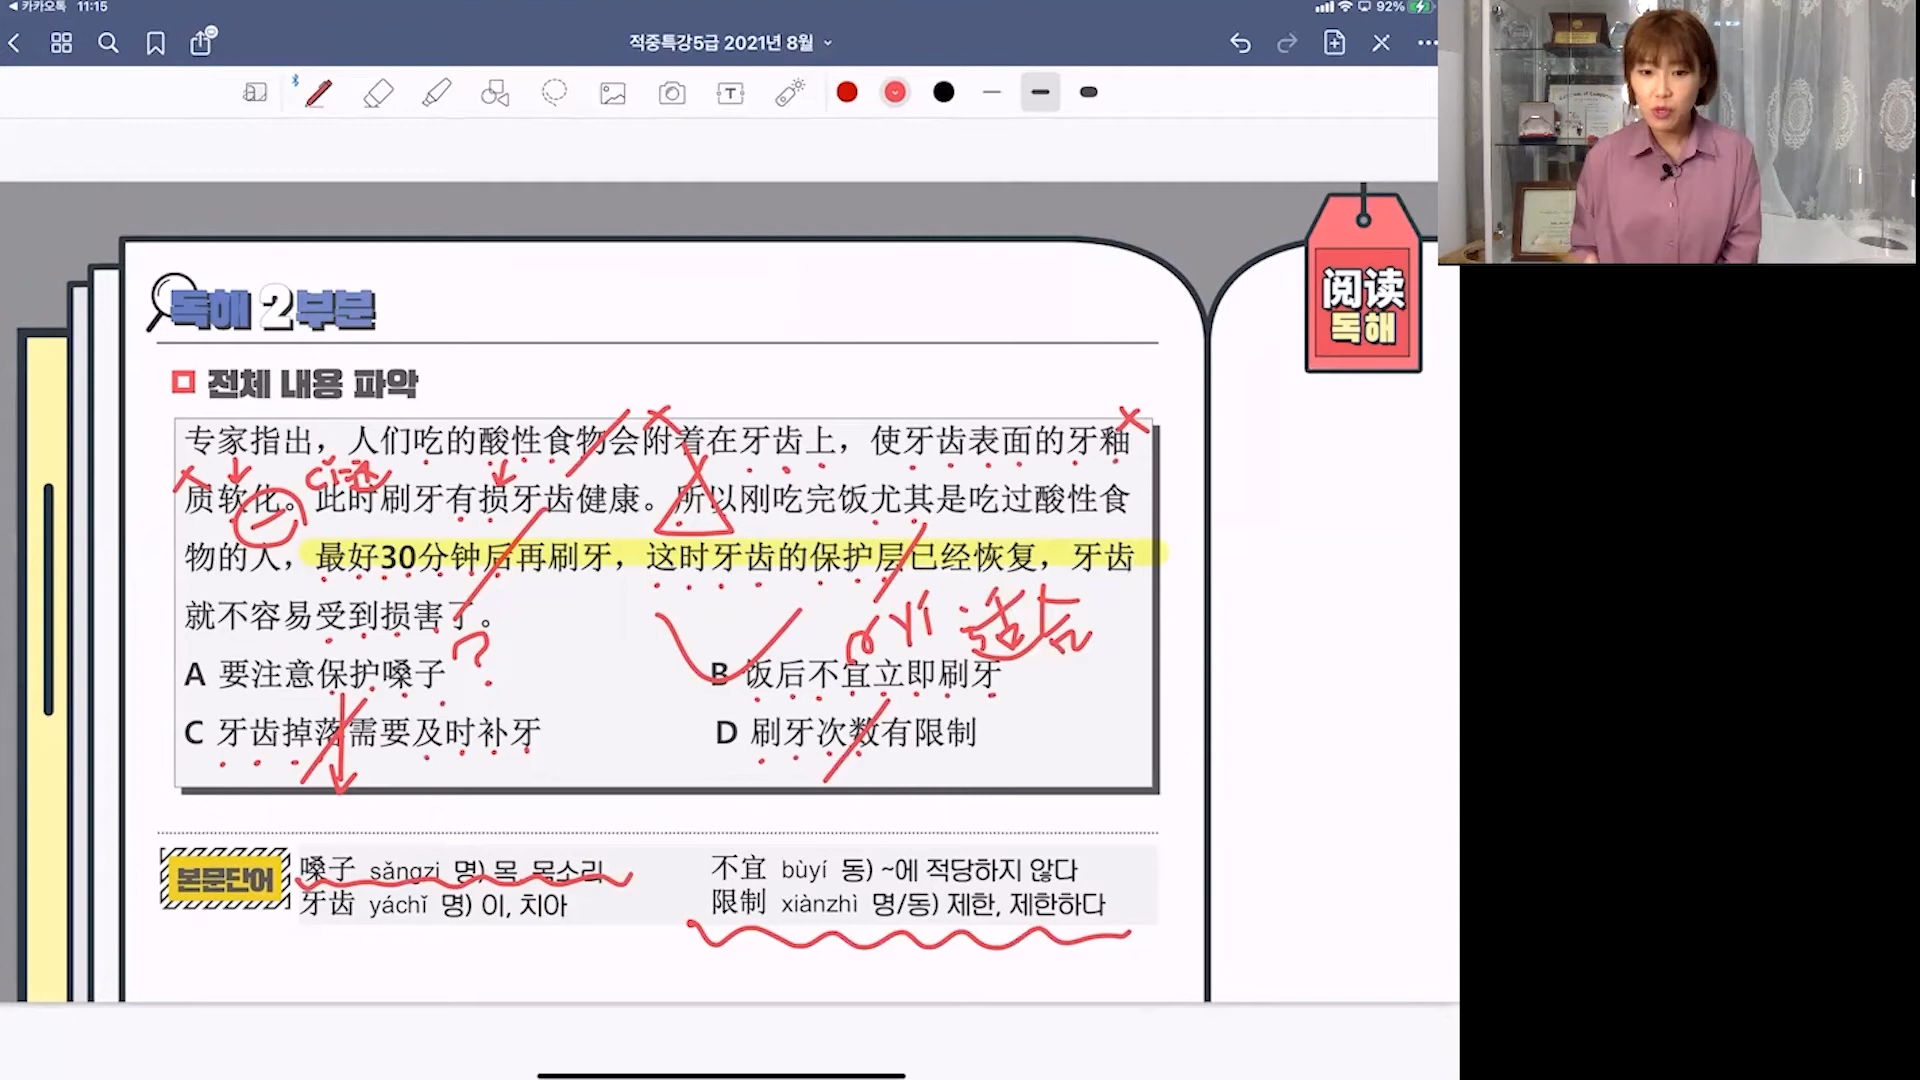 카카오톡 11:15
92%
적중특강5급 2021년 8월
阅读
독해
독해 2 부분
전체 내용 파악
专家指出，人们吃的酸性食物会附着在牙齿上，使牙齿表面的牙釉
质软化。此时刷牙有损牙齿健康。所以刚吃完饭尤其是吃过酸性食
物的人，最好30分钟后再刷牙，这时牙齿的保护层已经恢复，牙齿
就不容易受到损害了。
适合
A 要注意保护嗓子
?
B 饭后不宜立即刷牙
C 牙齿掉落需要及时补牙
D 刷牙次数有限制
본문단어
嗓子 sǎngzi 명) 목, 목소리
不宜 bùyí 동) ~에 적당하지 않다
牙齿 yáchǐ 명) 이, 치아
限制 xiànzhì 명/동) 제한, 제한하다